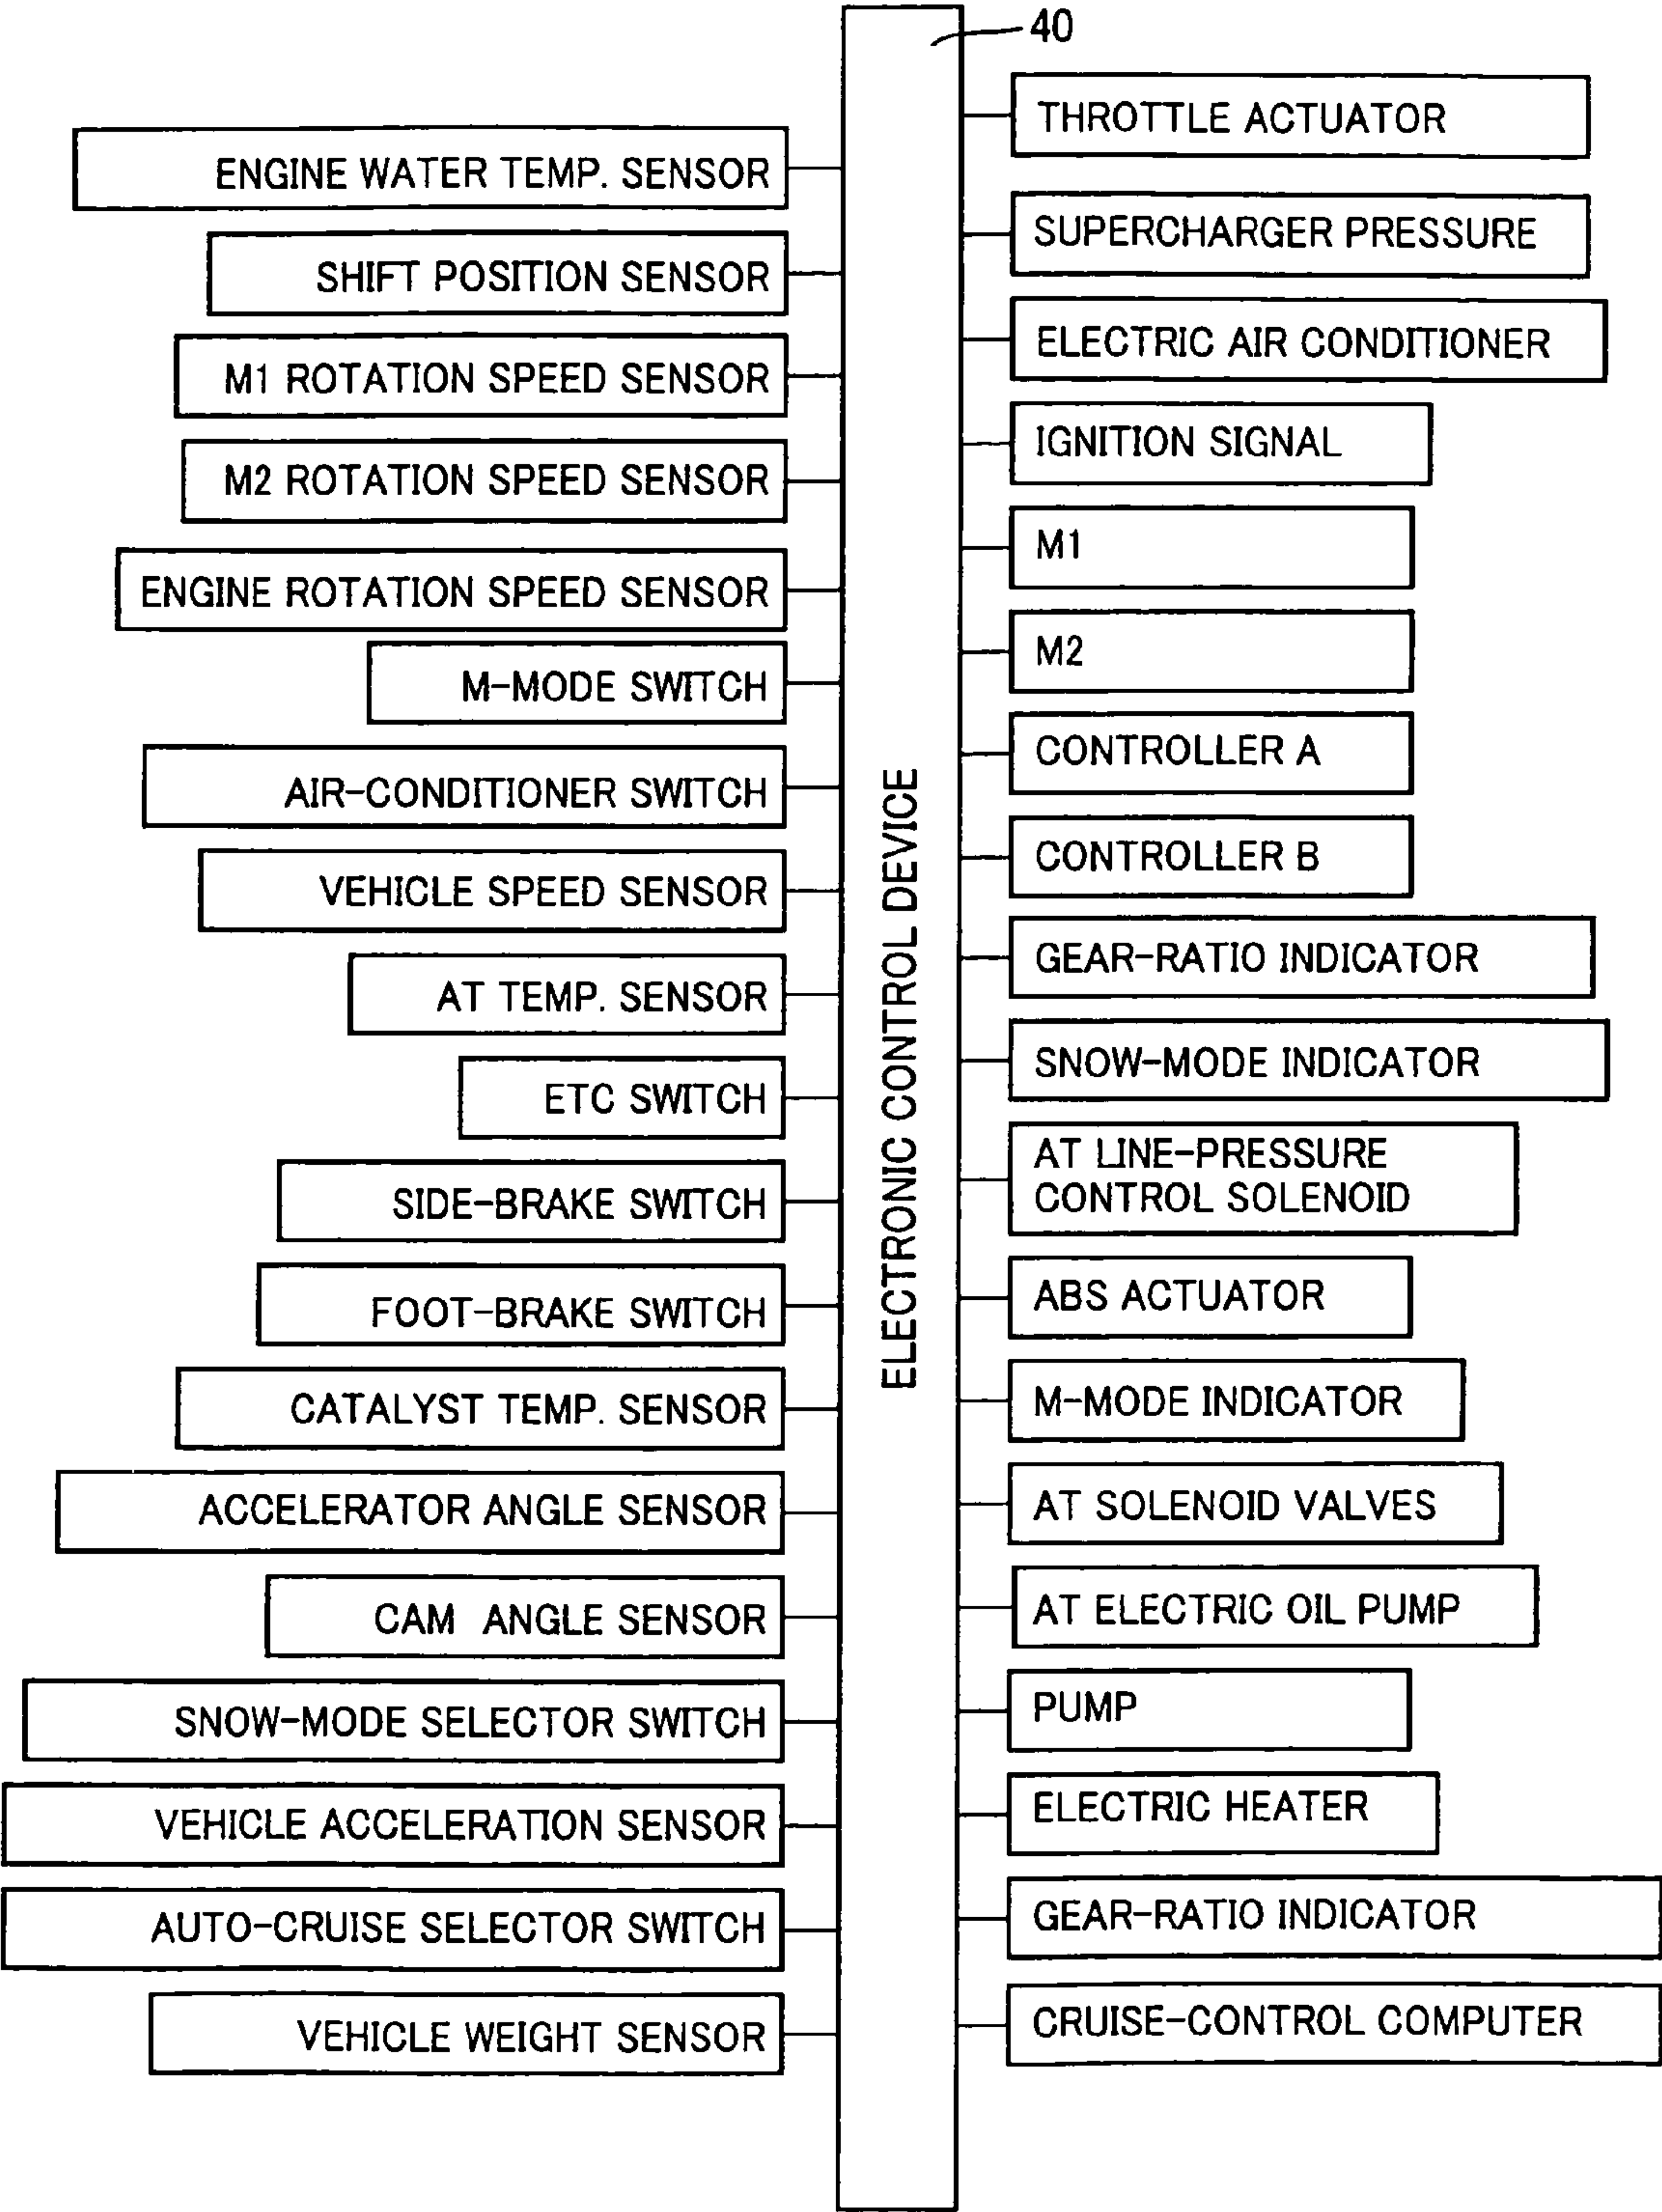 40
ENGINE WATER TEMP. SENSOR
SHIFT POSITION SENSOR
M1 ROTATION SPEED SENSOR
M2 ROTATION SPEED SENSOR
ENGINE ROTATION SPEED SENSOR
M-MODE SWITCH
AIR-CONDITIONER SWITCH
VEHICLE SPEED SENSOR
AT TEMP. SENSOR
ETC SWITCH
SIDE-BRAKE SWITCH
FOOT-BRAKE SWITCH
CATALYST TEMP. SENSOR
ACCELERATOR ANGLE SENSOR
CAM ANGLE SENSOR
SNOW-MODE SELECTOR SWITCH
VEHICLE ACCELERATION SENSOR
AUTO-CRUISE SELECTOR SWITCH
VEHICLE WEIGHT SENSOR
ELECTRONIC CONTROL DEVICE
THROTTLE ACTUATOR
SUPERCHARGER PRESSURE
ELECTRIC AIR CONDITIONER
IGNITION SIGNAL
M1
M2
CONTROLLER A
CONTROLLER B
GEAR-RATIO INDICATOR
SNOW-MODE INDICATOR
AT LINE-PRESSURE
CONTROL SOLENOID
ABS ACTUATOR
M-MODE INDICATOR
AT SOLENOID VALVES
AT ELECTRIC OIL PUMP
PUMP
ELECTRIC HEATER
GEAR-RATIO INDICATOR
CRUISE-CONTROL COMPUTER